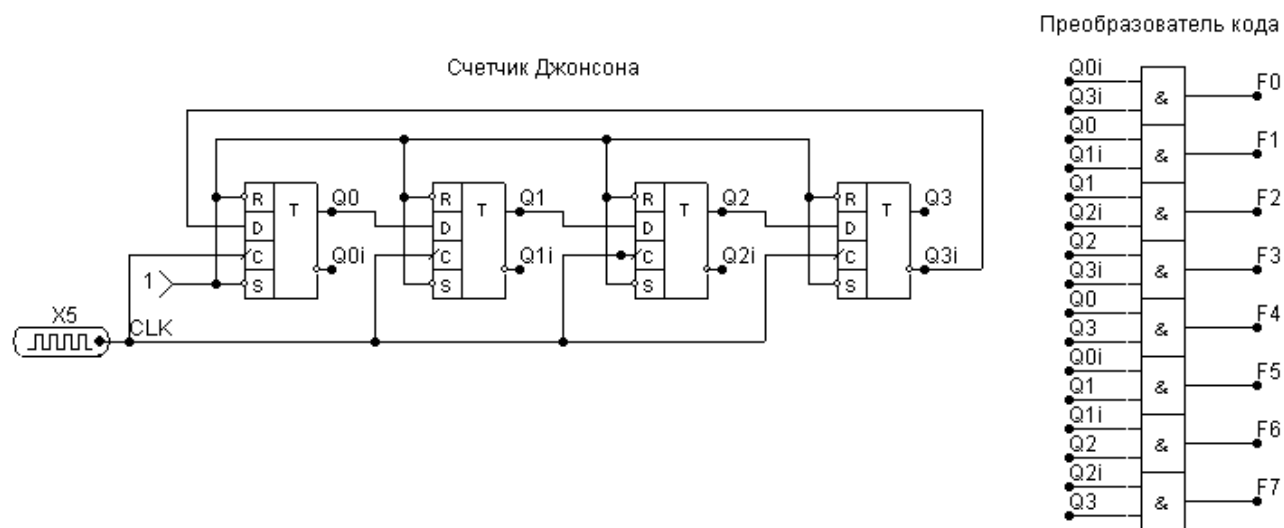 Преобразователь кода
Счетчик Джонсона
R T Q0
D
C Q0i
S
R T Q1
D
C Q1i
S
R T Q2
D
C Q2i
S
R T Q3
D
C Q3i
S
1
X5
CLK
Q0i
Q3i & F0
Q0
Q1i & F1
Q1
Q2i & F2
Q2
Q3i & F3
Q0
Q3 & F4
Q0i
Q1 & F5
Q1i
Q2 & F6
Q2i
Q3 & F7